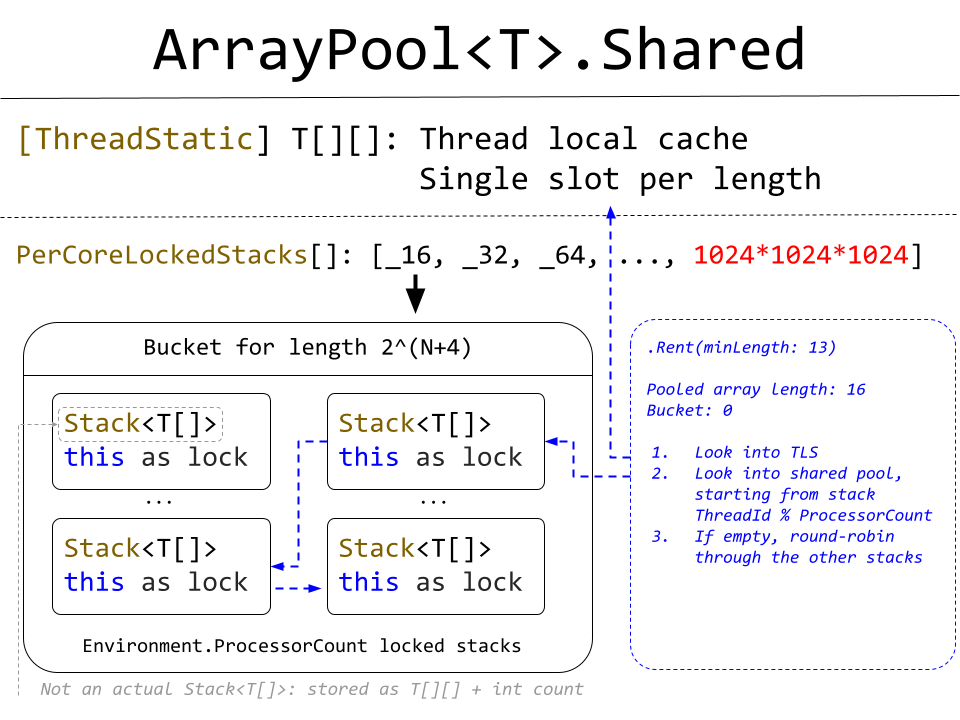 ArrayPool<T>.Shared
[ThreadStatic] T[][]: Thread local cache
Single slot per length
PerCoreLockedStacks[]: [_16, _32, _64, ..., 1024*1024*1024]
Bucket for length 2^(N+4)
Stack<T[]>
this as lock
Stack<T[]>
this as lock
...
...
Stack<T[]>
this as lock
Stack<T[]>
this as lock
Environment.ProcessorCount locked stacks
.Rent(minLength: 13)
Pooled array length: 16
Bucket: 0
1. Look into TLS
2. Look into shared pool,
starting from stack
ThreadId % ProcessorCount
3. If empty, round-robin
through the other stacks
Not an actual Stack<T[]>: stored as T[][] + int count